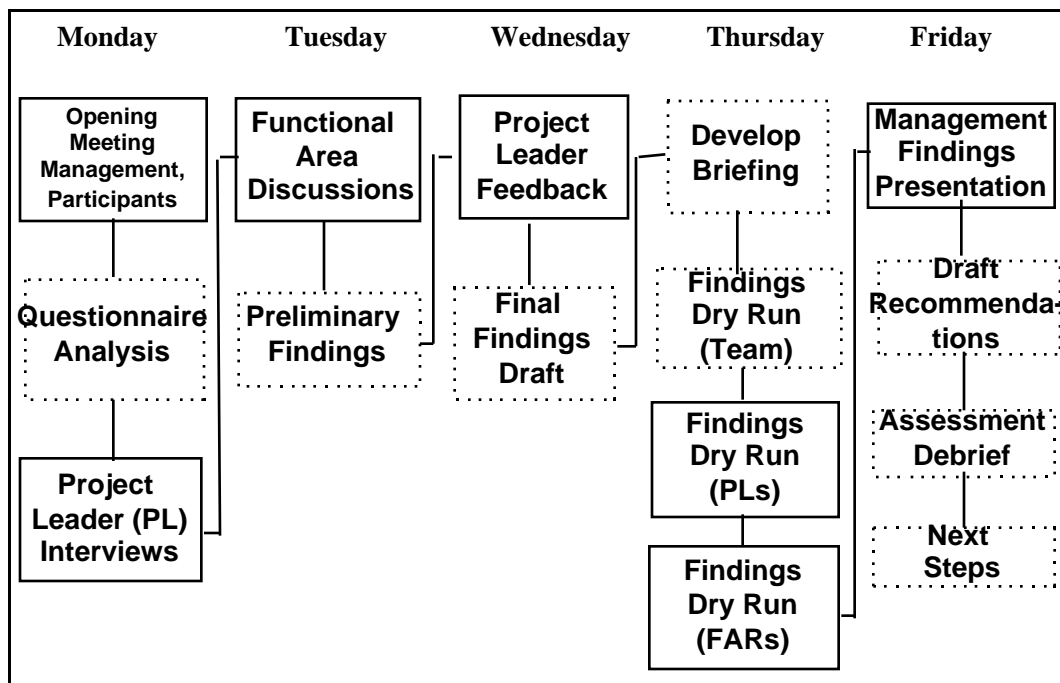 Monday
Tuesday
Wednesday
Thursday
Friday
Opening
Meeting
Management,
Participants
Questionnaire
Analysis
Project
Leader (PL)
Interviews
Functional
Area
Discussions
Preliminary
Findings
Project
Leader
Feedback
Final
Findings
Draft
Develop
Briefing
Findings
Dry Run
(Team)
Findings
Dry Run
(PLs)
Findings
Dry Run
(FARs)
Management
Findings
Presentation
Draft
Recommenda-
tions
Assessment
Debrief
Next
Steps